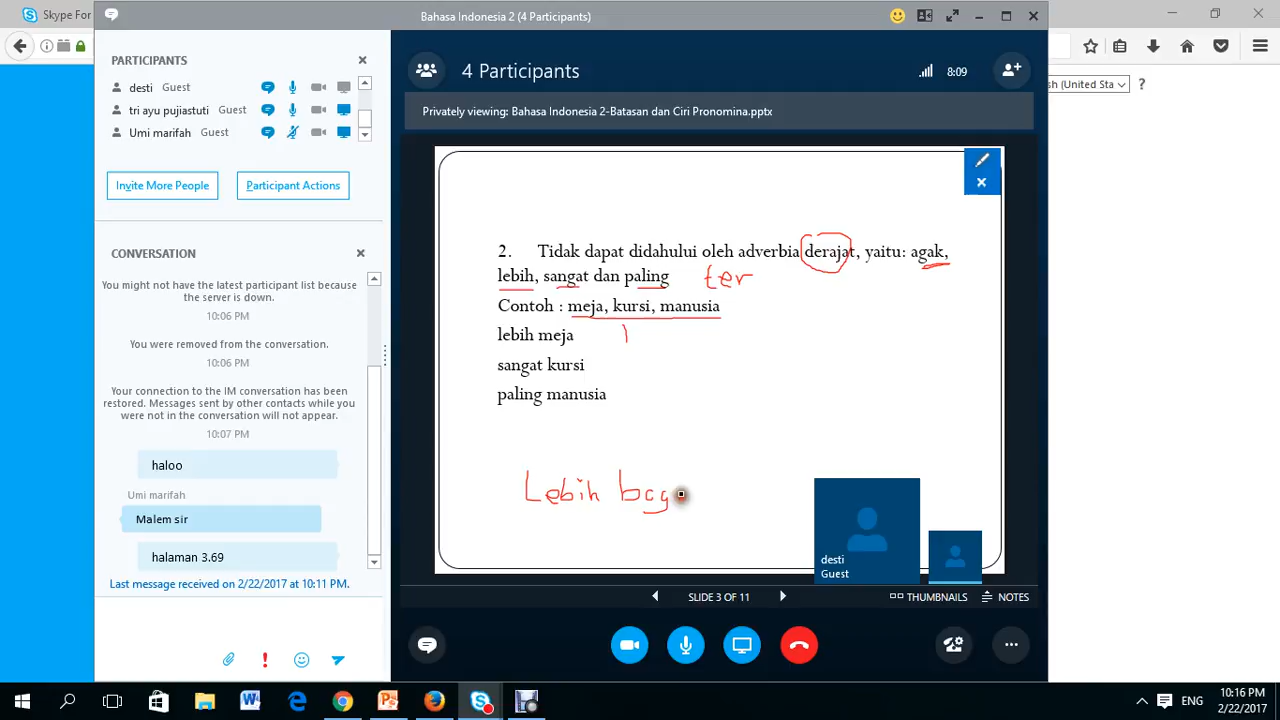 Skype For
Bahasa Indonesia 2 (4 Participants)
sh (United Sta
?
PARTICIPANTS
desti Guest
tri ayu pujiastuti Guest
Umi marifah Guest
Invite More People
Participant Actions
CONVERSATION
You might not have the latest participant list because
the server is down.
10:06 PM
You were removed from the conversation.
10:06 PM
Your connection to the IM conversation has been
restored. Messages sent by other contacts while you
were not in the conversation will not appear.
10:07 PM
haloo
Umi marifah
Malem sir
halaman 3.69
Last message received on 2/22/2017 at 10:11 PM.
4 Participants
8:09
Privately viewing: Bahasa Indonesia 2-Batasan dan Ciri Pronomina.pptx
2. Tidak dapat didahului oleh adverbia derajat, yaitu: agak,
lebih, sangat dan paling ter
Contoh : meja, kursi, manusia
lebih meja
sangat kursi
paling manusia
Lebih bag
desti
Guest
SLIDE 3 OF 11
THUMBNAILS
NOTES
ENG
10:16 PM
2/22/2017